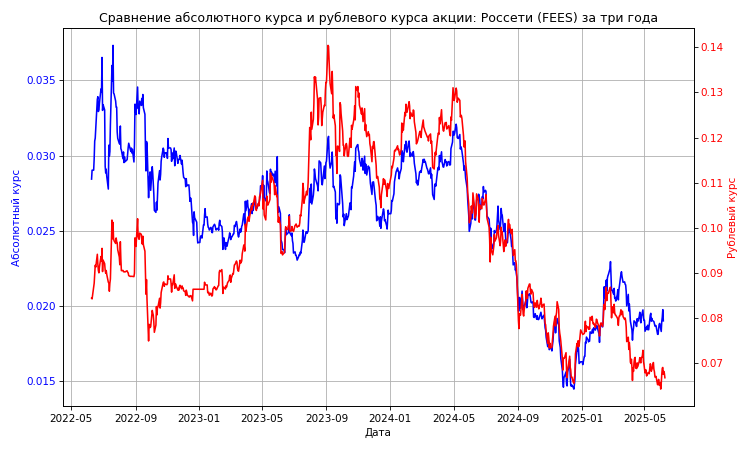 Сравнение абсолютного курса и рублевого курса акции: Россети (FEES) за три года
Абсолютный курс
0.035
0.030
0.025
0.020
0.015
0.14
0.13
0.12
0.11
0.10
0.09
0.08
0.07
Рублевый курс
2022-05 2022-09 2023-01 2023-05 2023-09 2024-01 2024-05 2024-09 2025-01 2025-05
Дата